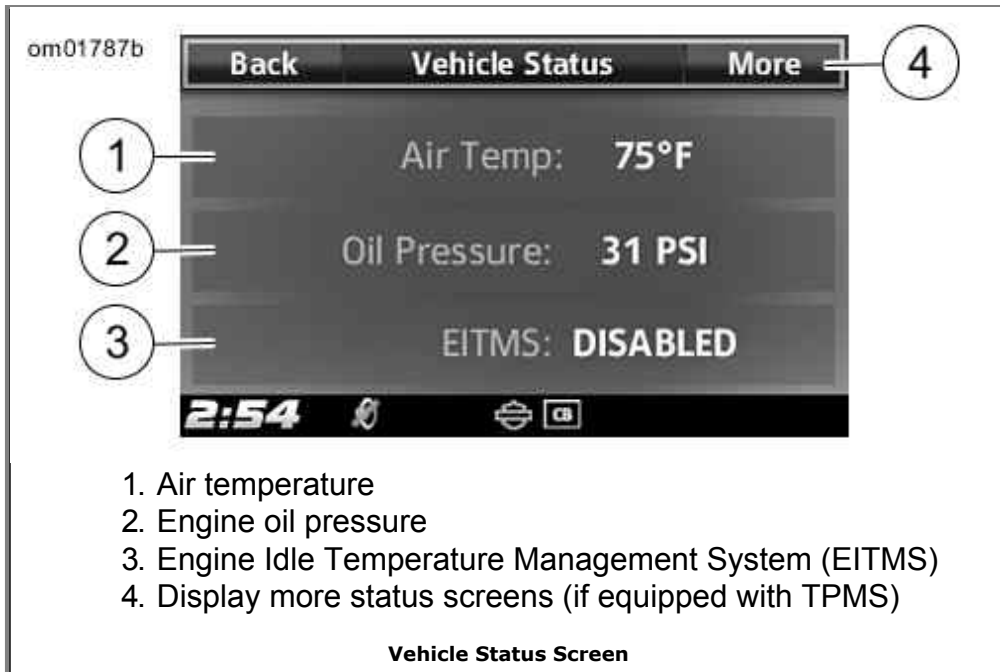 om01787b
Back Vehicle Status More 4
1 Air Temp: 75°F
2 Oil Pressure: 31 PSI
3 EITMS: DISABLED
2:54 CB
1. Air temperature
2. Engine oil pressure
3. Engine Idle Temperature Management System (EITMS)
4. Display more status screens (if equipped with TPMS)
Vehicle Status Screen